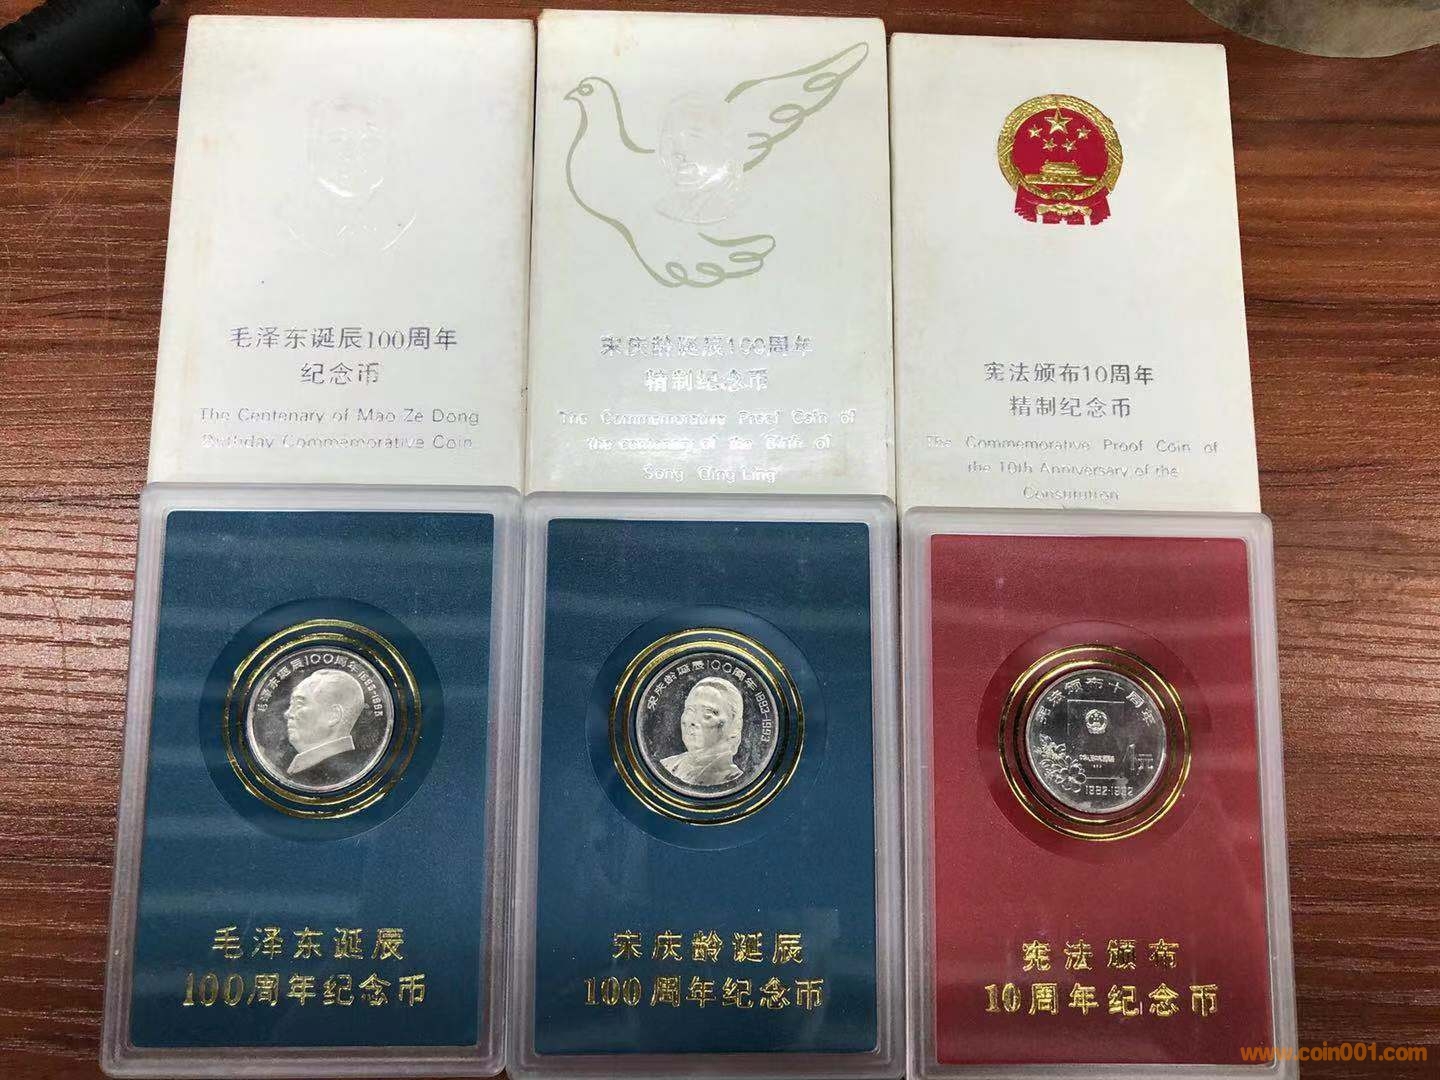 毛泽东诞辰100周年
纪念币
The Centenary of Mao Ze Dong
Birthday Commemorative Coin
宋庆龄诞辰100周年
精制纪念币
The Commemorative Proof Coin of
the centenary of the Birth of
Song Qing Ling
宪法颁布10周年
精制纪念币
The Commemorative Proof Coin of
the 10th Anniversary of the
Constitution
毛泽东诞辰100周年 1893-1993
毛泽东诞辰
100周年纪念币
宋庆龄诞辰100周年 1893-1993
宋庆龄诞辰
100周年纪念币
宪法颁布十周年
1982-1992
宪法颁布
10周年纪念币
www.coin001.com